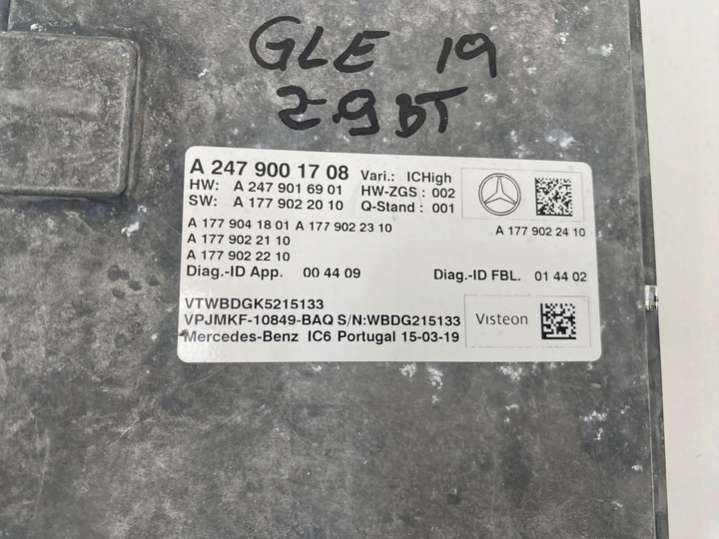 GLE 19
29BT
A 247 900 17 08 Vari.: ICHigh
HW: A 247 901 69 01 HW-ZGS : 002
SW: A 177 902 20 10 Q-Stand : 001
A 177 904 18 01 A 177 902 23 10 A 177 902 24 10
A 177 902 21 10
A 177 902 22 10
Diag.-ID App. 00 44 09 Diag.-ID FBL. 01 44 02
VTWBDGK5215133
VPJMKF-10849-BAQ S/N:WBDG215133 Visteon
Mercedes-Benz IC6 Portugal 15-03-19